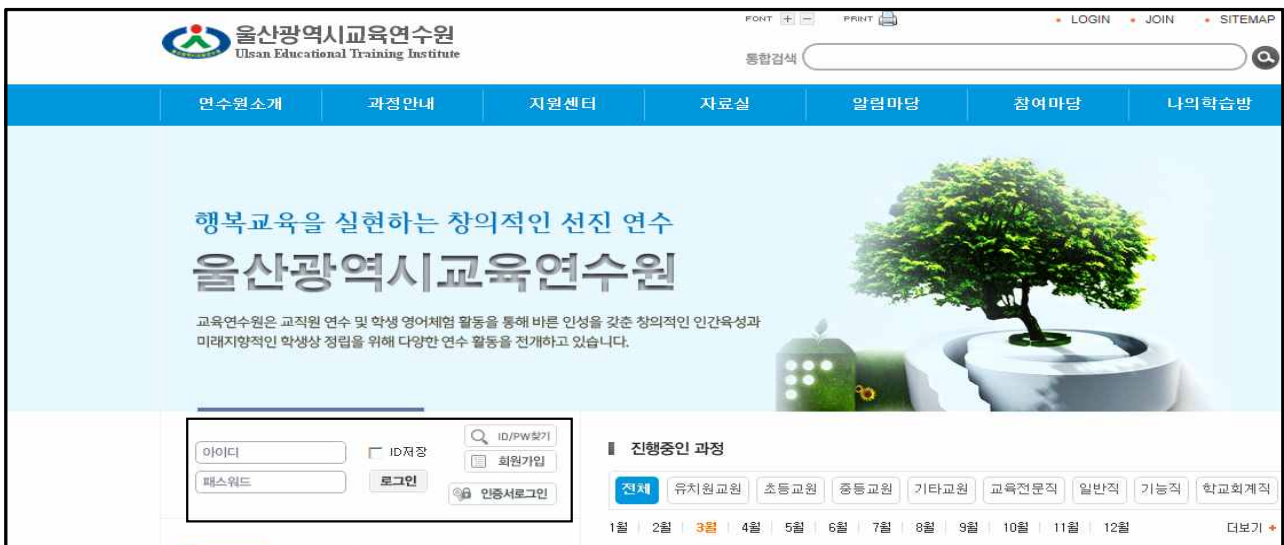 FONT + - PRINT • LOGIN • JOIN • SITEMAP
울산광역시교육연수원
Ulsan Educational Training Institute
통합검색
연수원소개 과정안내 지원센터 자료실 알림마당 참여마당 나의학습방
행복교육을 실현하는 창의적인 선진 연수
울산광역시교육연수원
교육연수원은 교직원 연수 및 학생 영어체험 활동을 통해 바른 인성을 갖춘 창의적인 인간육성과
미래지향적인 학생상 정립을 위해 다양한 연수 활동을 전개하고 있습니다.
아이디 ID저장 ID/PW찾기
회원가입
패스워드 로그인 인증서로그인
진행중인 과정
전체 유치원교원 초등교원 중등교원 기타교원 교육전문직 일반직 기능직 학교회계직
1월 2월 3월 4월 5월 6월 7월 8월 9월 10월 11월 12월 더보기 +